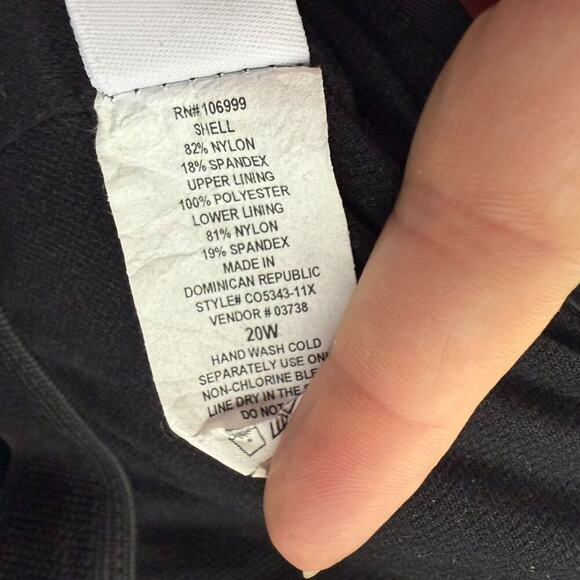 RN#106999
SHELL
82% NYLON
18% SPANDEX
UPPER LINING
100% POLYESTER
LOWER LINING
81% NYLON
19% SPANDEX
MADE IN
DOMINICAN REPUBLIC
STYLE# CO5343-11X
VENDOR # 03738
20W
HAND WASH COLD
SEPARATELY USE
NON-CHLORINE
LINE DRY IN THE
DO NOT